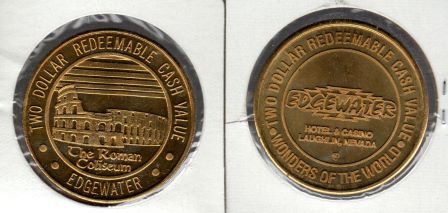 TWO DOLLAR REDEEMABLE CASH VALUE
The Roman
Coliseum
EDGEWATER
TWO DOLLAR REDEEMABLE CASH VALUE
EDGEWATER
HOTEL & CASINO
LAUGHLIN, NEVADA
WONDERS OF THE WORLD